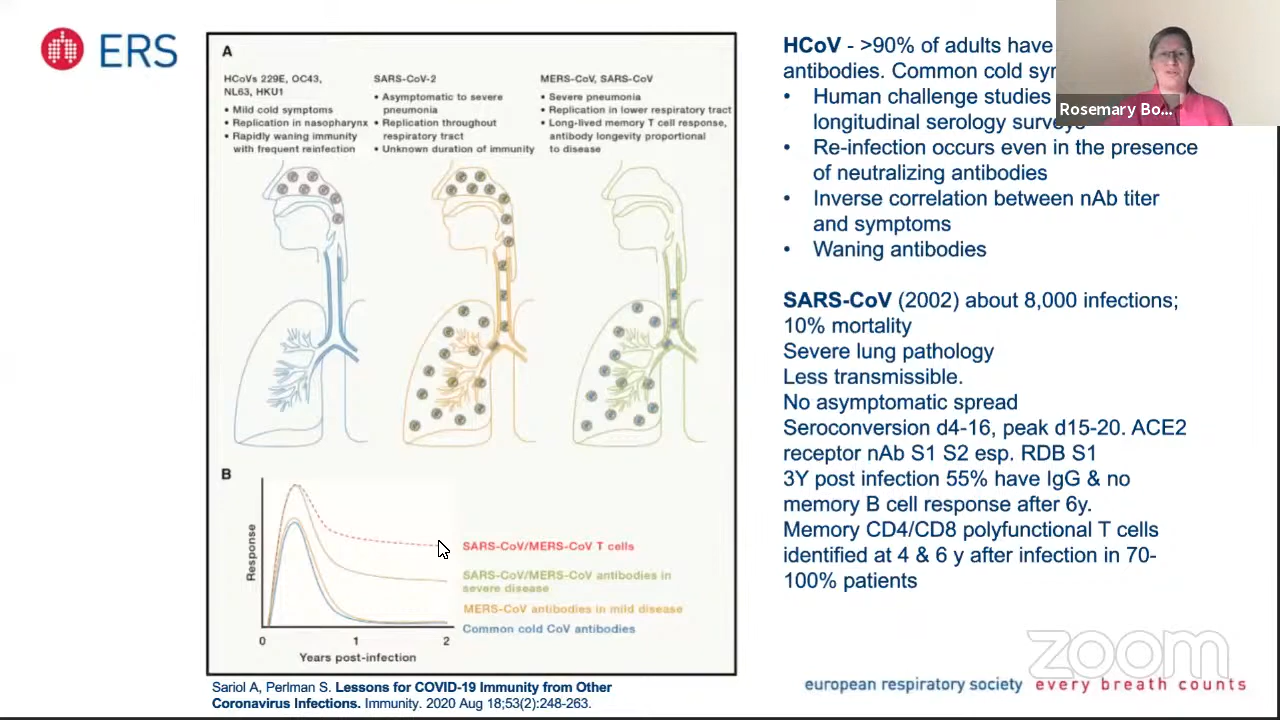 ERS
A
HCoVs 229E, OC43,
NL63, HKU1
• Mild cold symptoms
• Replication in nasopharynx
• Rapidly waning immunity
with frequent reinfection
SARS-CoV-2
• Asymptomatic to severe
pneumonia
• Replication throughout
respiratory tract
• Unknown duration of immunity
MERS-CoV, SARS-CoV
• Severe pneumonia
• Replication in lower respiratory tract
• Long-lived memory T cell response,
antibody longevity proportional
to disease
B
Response
SARS-CoV/MERS-CoV T cells
SARS-CoV/MERS-CoV antibodies in
severe disease
MERS-CoV antibodies in mild disease
Common cold CoV antibodies
0 1 2
Years post-infection
Sariol A, Perlman S. Lessons for COVID-19 Immunity from Other
Coronavirus Infections. Immunity. 2020 Aug 18;53(2):248-263.
HCoV - >90% of adults have
antibodies. Common cold
• Human challenge studies
longitudinal serology surveys
• Re-infection occurs even in the presence
of neutralizing antibodies
• Inverse correlation between nAb titer
and symptoms
• Waning antibodies
SARS-CoV (2002) about 8,000 infections;
10% mortality
Severe lung pathology
Less transmissible.
No asymptomatic spread
Seroconversion d4-16, peak d15-20. ACE2
receptor nAb S1 S2 esp. RDB S1
3Y post infection 55% have IgG & no
memory B cell response after 6y.
Memory CD4/CD8 polyfunctional T cells
identified at 4 & 6 y after infection in 70-
100% patients
Rosemary Bo...
zoom
european respiratory society every breath counts